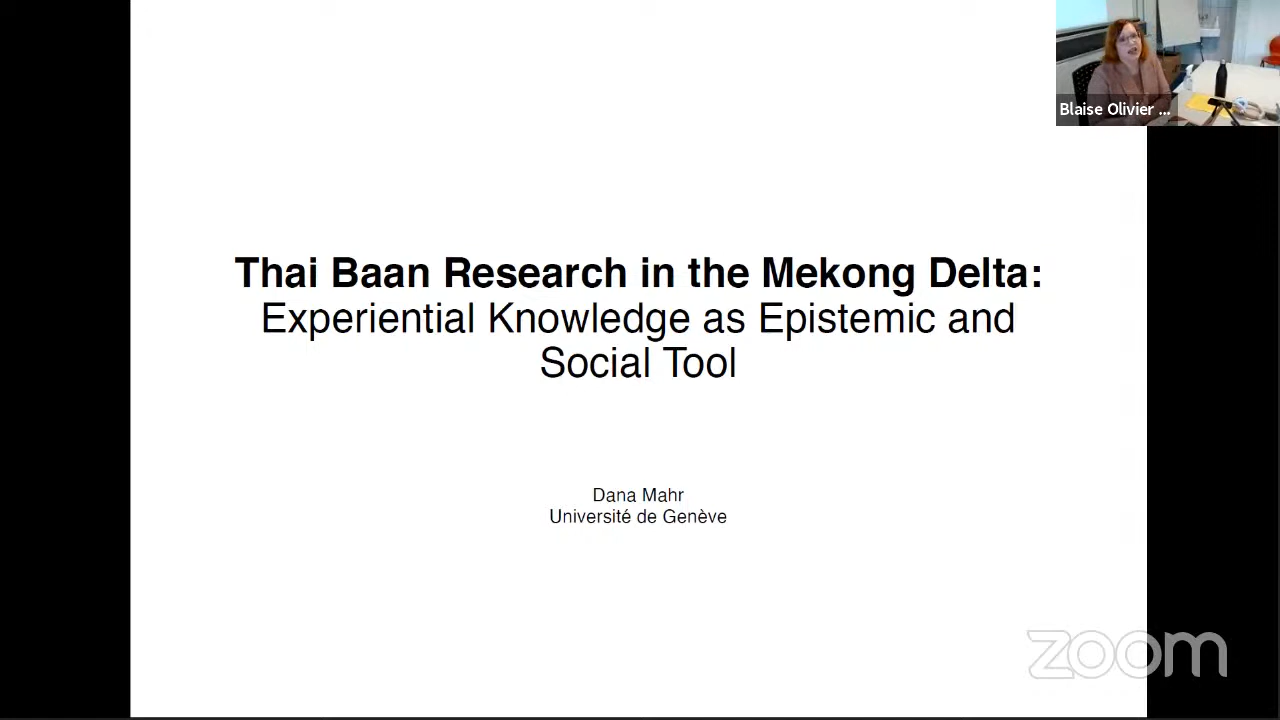 Blaise Olivier ...
Thai Baan Research in the Mekong Delta:
Experiential Knowledge as Epistemic and
Social Tool
Dana Mahr
Université de Genève
zoom